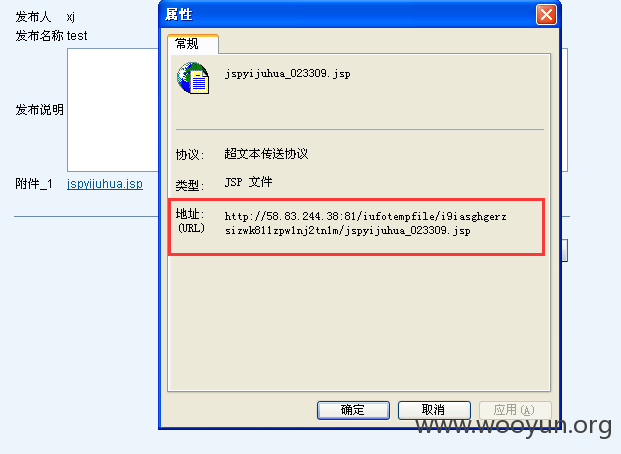 发布人 xj
发布名称 test
发布说明
附件_1 jspyijuhua.jsp
属性
常规
jspyijuhua_023309.jsp
协议: 超文本传送协议
类型: JSP 文件
地址: http://58.83.244.38:81/iufotempfile/i9iasghgerz
(URL) sizwk811zpw1nj2tn1m/jspyijuhua_023309.jsp
确定 取消 应用(A)
www.wooyun.org